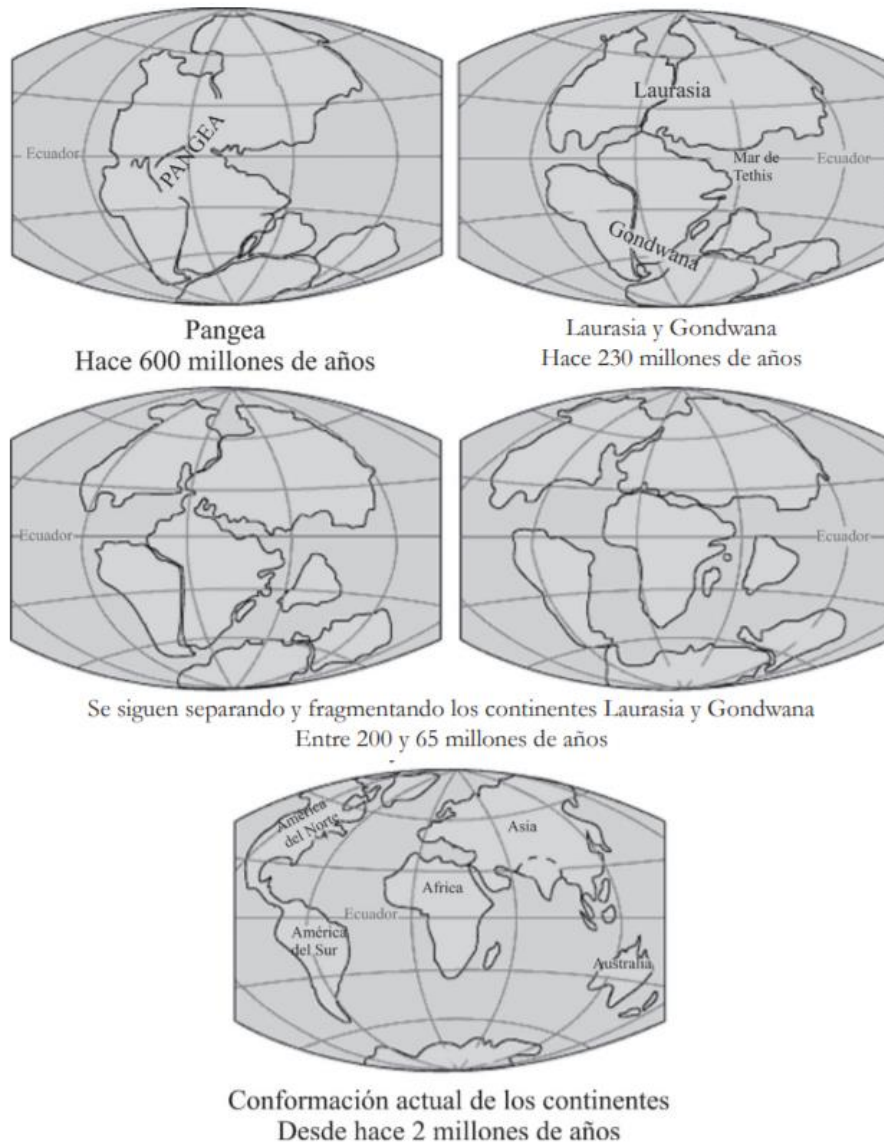 Ecuador
PANGEA
Pangea
Hace 600 millones de años
Laurasia
Mar de
Tethis
Ecuador
Gondwana
Laurasia y Gondwana
Hace 230 millones de años
Ecuador
Ecuador
Se siguen separando y fragmentando los continentes Laurasia y Gondwana
Entre 200 y 65 millones de años
América
del Norte
Asia
Africa
Ecuador
América
del Sur
Australia
Conformación actual de los continentes
Desde hace 2 millones de años